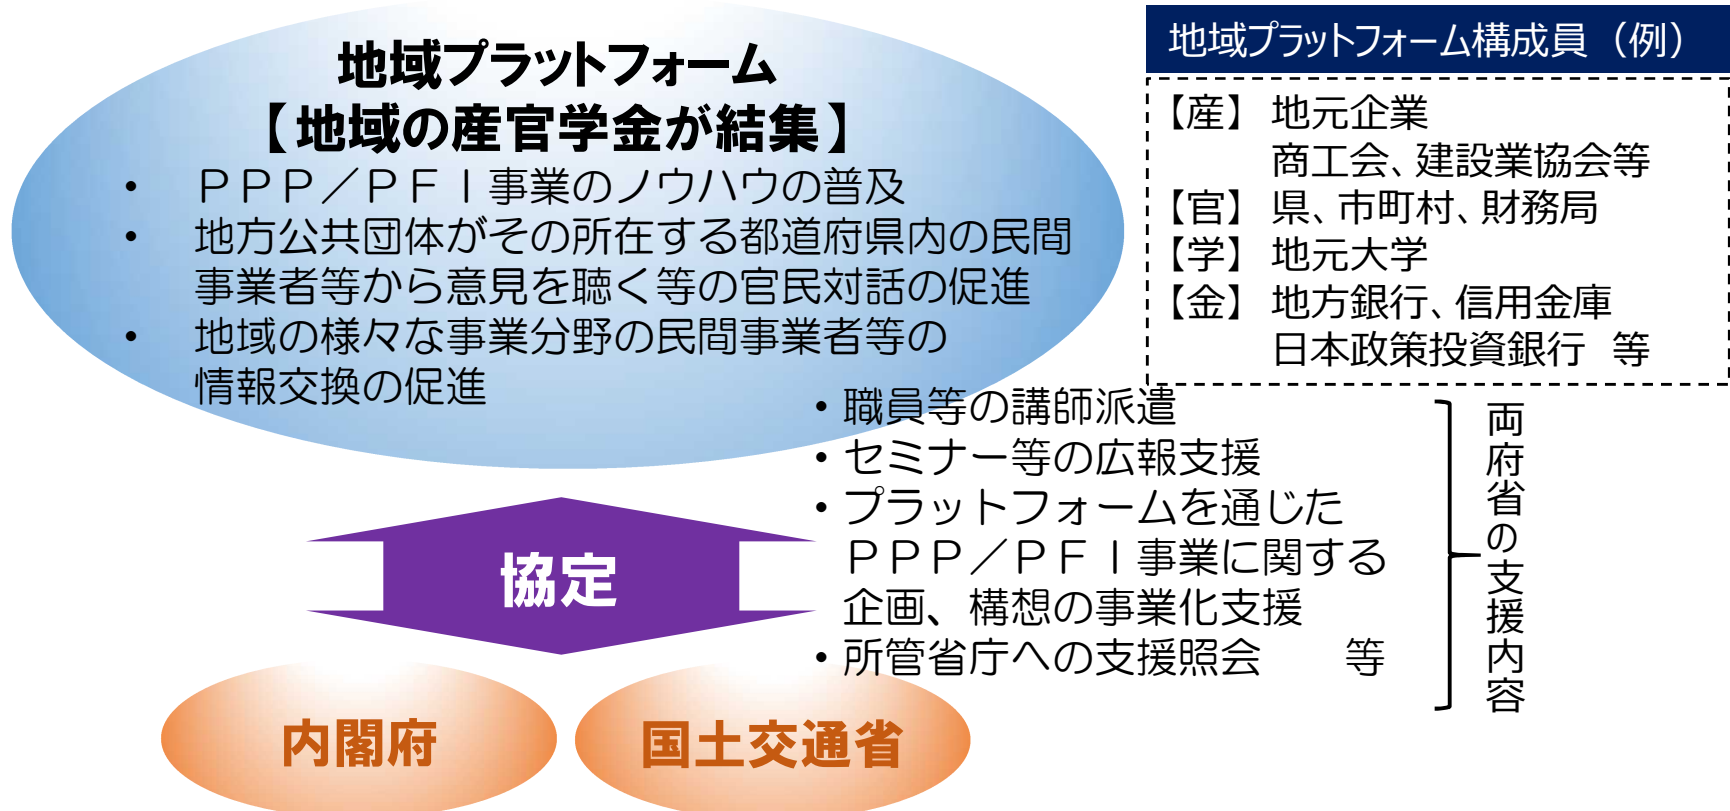 地域プラットフォーム
【地域の産官学金が結集】
• ＰＰＰ／ＰＦＩ事業のノウハウの普及
• 地方公共団体がその所在する都道府県内の民間
事業者等から意見を聴く等の官民対話の促進
• 地域の様々な事業分野の民間事業者等の
情報交換の促進
地域プラットフォーム構成員（例）
【産】 地元企業
商工会、建設業協会等
【官】 県、市町村、財務局
【学】 地元大学
【金】 地方銀行、信用金庫
日本政策投資銀行 等
• 職員等の講師派遣
• セミナー等の広報支援
• プラットフォームを通じた
ＰＰＰ／ＰＦＩ事業に関する
企画、構想の事業化支援
• 所管省庁への支援照会　　等
両府省の支援内容
協定
内閣府
国土交通省